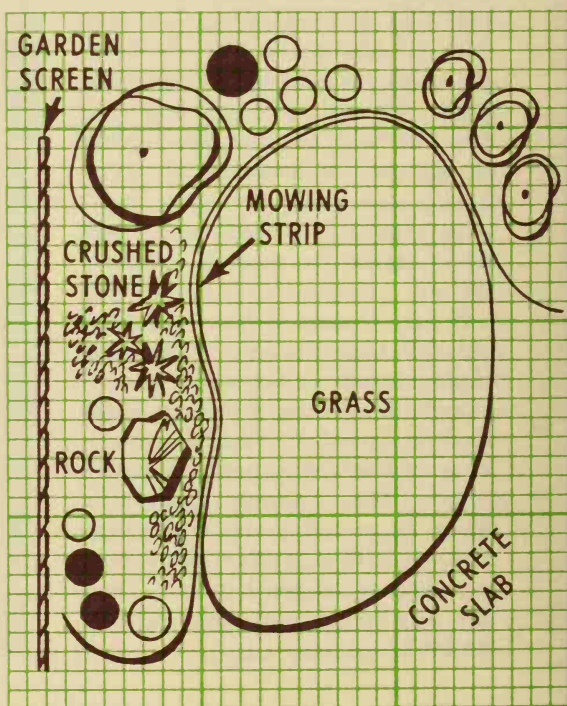 GARDEN
SCREEN
MOWING
STRIP
CRUSHED
STONE
GRASS
ROCK
CONCRETE
SLAB